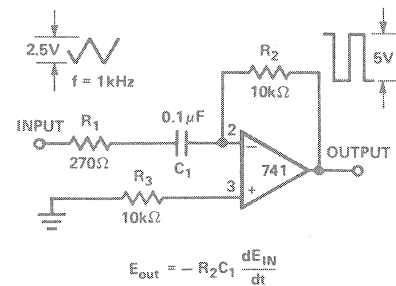 2.5V
f = 1kHz
5V
R2
10kΩ
INPUT
R1
270Ω
0.1μF
C1
2
−
741
3
+
OUTPUT
R3
10kΩ
Eout = − R2C1 dEIN
dt